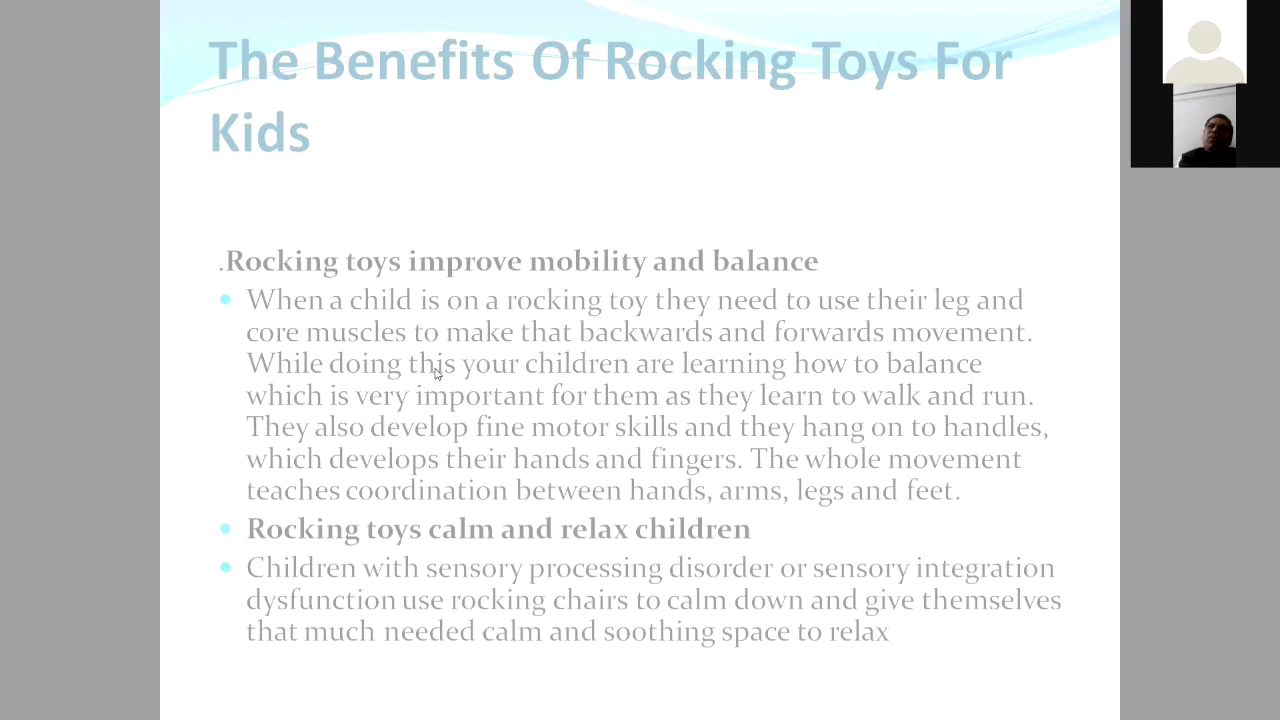 The Benefits Of Rocking Toys For
Kids
.Rocking toys improve mobility and balance
When a child is on a rocking toy they need to use their leg and
core muscles to make that backwards and forwards movement.
While doing this your children are learning how to balance
which is very important for them as they learn to walk and run.
They also develop fine motor skills and they hang on to handles,
which develops their hands and fingers. The whole movement
teaches coordination between hands, arms, legs and feet.
Rocking toys calm and relax children
Children with sensory processing disorder or sensory integration
dysfunction use rocking chairs to calm down and give themselves
that much needed calm and soothing space to relax